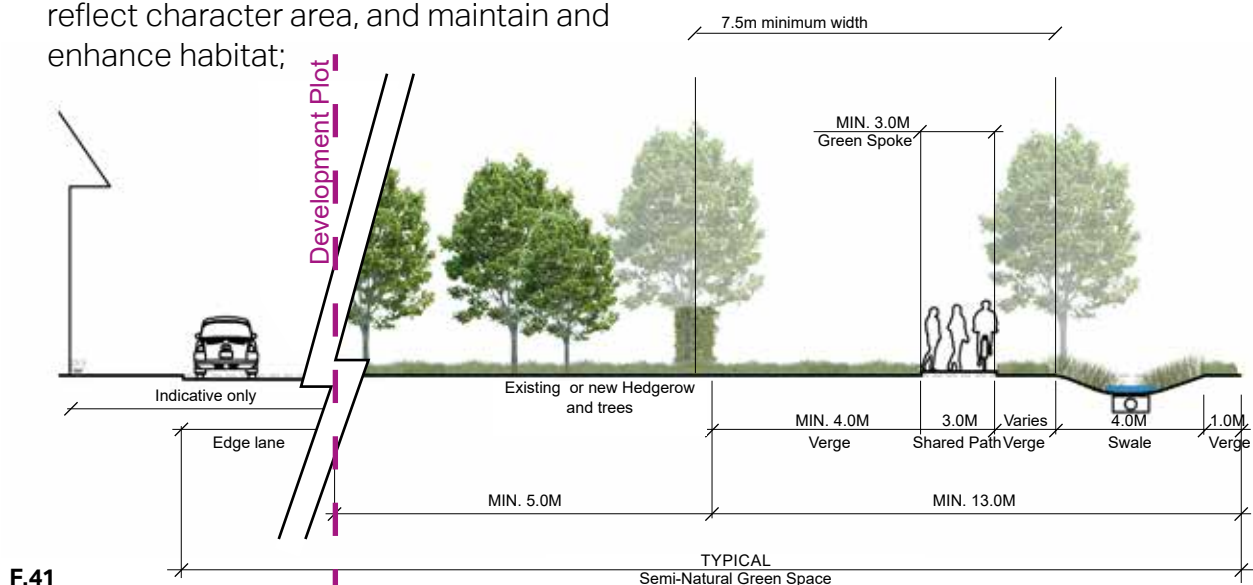 reflect character area, and maintain and
enhance habitat;
7.5m minimum width
Development Plot
MIN. 3.0M
Green Spoke
Indicative only
Existing or new Hedgerow
and trees
Edge lane
MIN. 4.0M
Verge
3.0M
Shared Path
Varies
Verge
4.0M
Swale
1.0M
Verge
MIN. 5.0M
MIN. 13.0M
TYPICAL
Semi-Natural Green Space
F.41